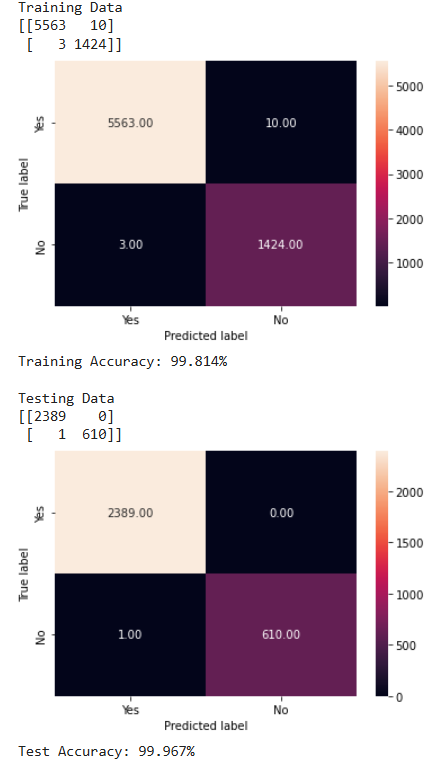 Training Data
[[5563   10]
 [   3 1424]]
Yes
5563.00
10.00
No
3.00
1424.00
True label
Yes
No
Predicted label
5000
4000
3000
2000
1000
Training Accuracy: 99.814%
Testing Data
[[2389    0]
 [   1  610]]
Yes
2389.00
0.00
No
1.00
610.00
True label
Yes
No
Predicted label
2000
1500
1000
500
0
Test Accuracy: 99.967%